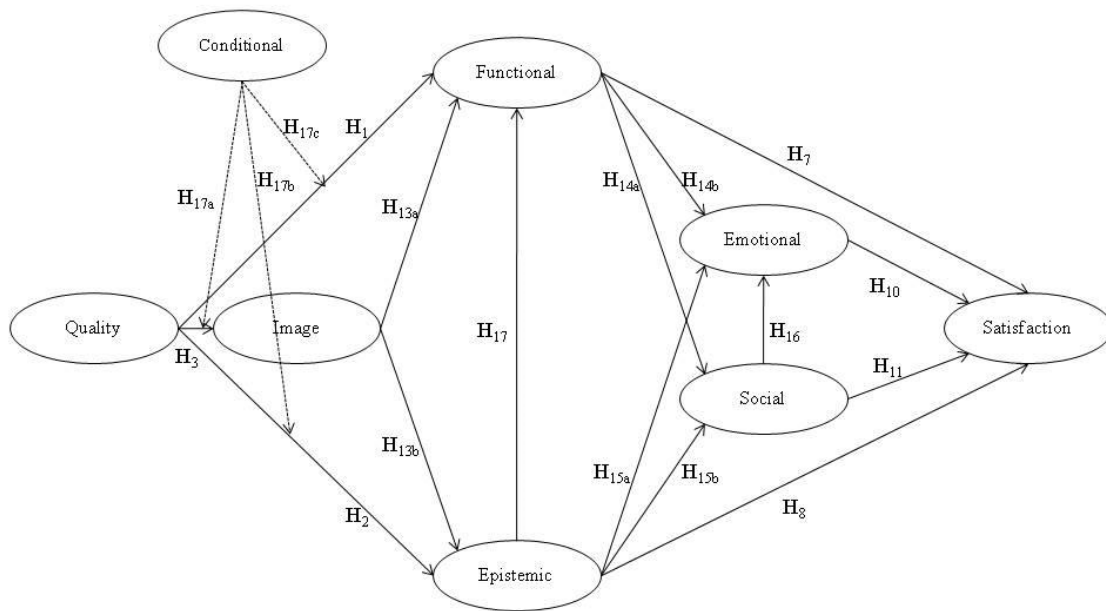 Conditional
Functional
H17c
H1
H7
H17b
H14a
H14b
H17a
H13a
Emotional
H10
Quality
Image
H17
H16
Satisfaction
H3
H11
Social
H13b
H15a
H15b
H2
H8
Epistemic